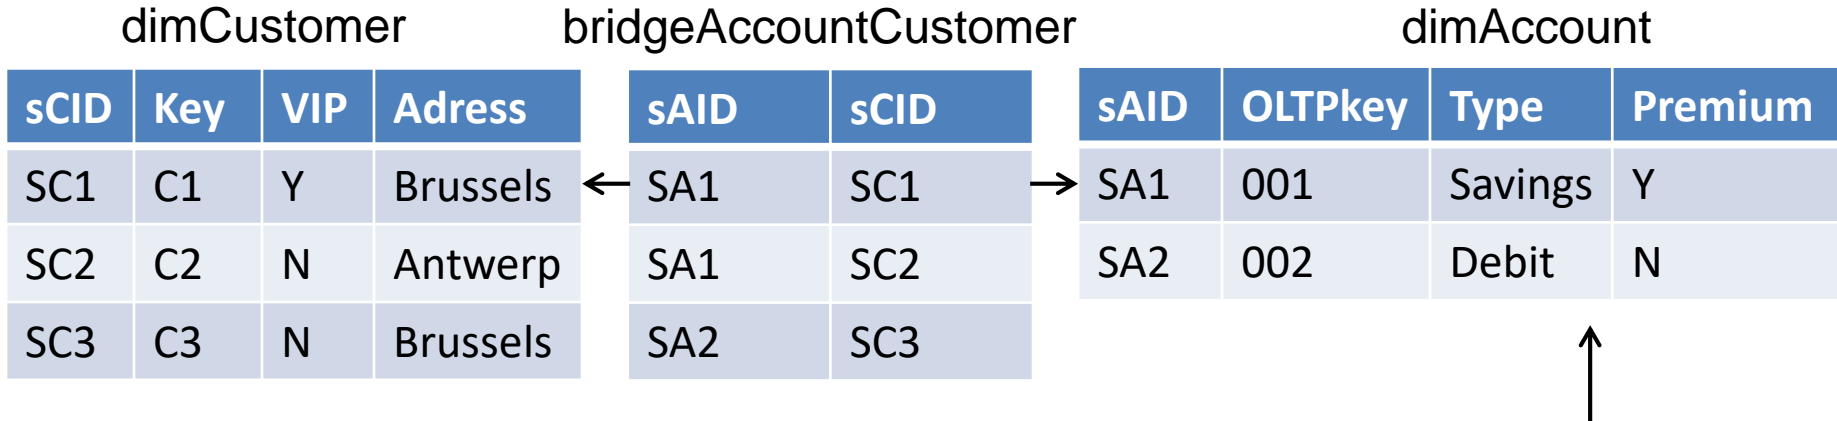 dimCustomer bridgeAccountCustomer dimAccount
sCID Key VIP Adress sAID sCID sAID OLTPkey Type Premium
SC1 C1 Y Brussels SA1 SC1 SA1 001 Savings Y
SC2 C2 N Antwerp SA1 SC2 SA2 002 Debit N
SC3 C3 N Brussels SA2 SC3